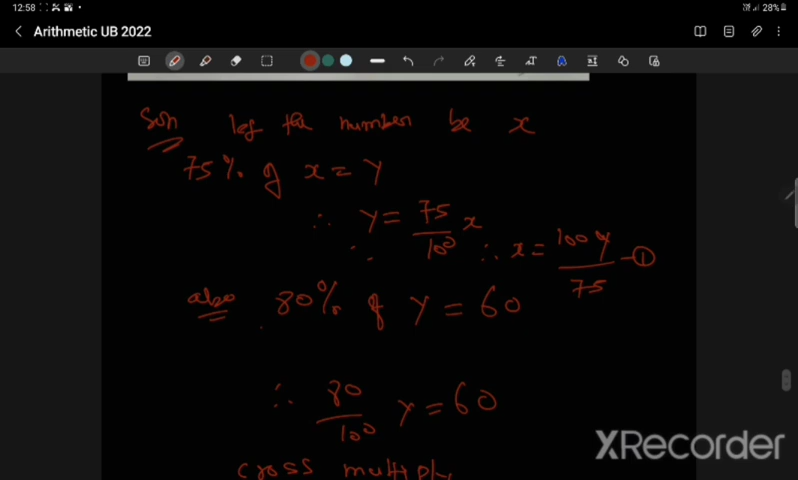 12:58 28%
Arithmetic UB 2022
Soln let the number be x
75% of x = Y
∴ Y = 75/100 x ∴ x = 100Y/75 - ①
also 80% of Y = 60
∴ 80/100 Y = 60
cross multiply
XRecorder